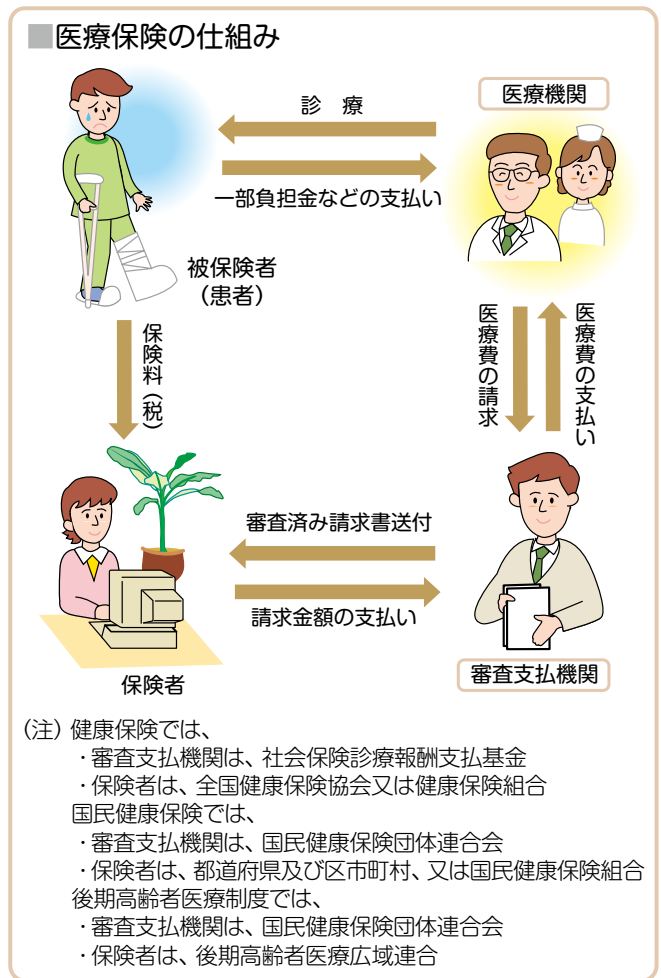 ■医療保険の仕組み
診 療
医療機関
一部負担金などの支払い
被保険者
（患者）
保険料（税）
医療費の請求
医療費の支払い
審査済み請求書送付
請求金額の支払い
保険者
審査支払機関
（注）健康保険では、
・審査支払機関は、社会保険診療報酬支払基金
・保険者は、全国健康保険協会又は健康保険組合
国民健康保険では、
・審査支払機関は、国民健康保険団体連合会
・保険者は、都道府県及び区市町村、又は国民健康保険組合
後期高齢者医療制度では、
・審査支払機関は、国民健康保険団体連合会
・保険者は、後期高齢者医療広域連合